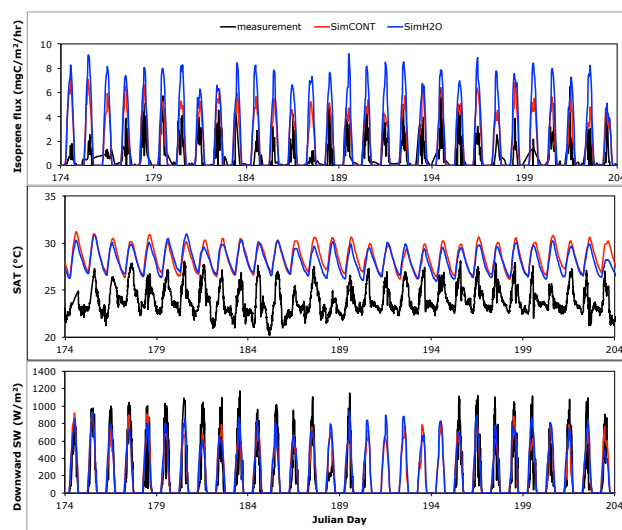 measurement SimCONT SimH2O
Isoprene flux (mgC/m²/hr)
10
8
6
4
2
0
174 179 184 189 194 199 204
SAT (°C)
35
30
25
20
174 179 184 189 194 199 204
Downward SW (W/m²)
1400
1200
1000
800
600
400
200
0
174 179 184 189 194 199 204
Julian Day